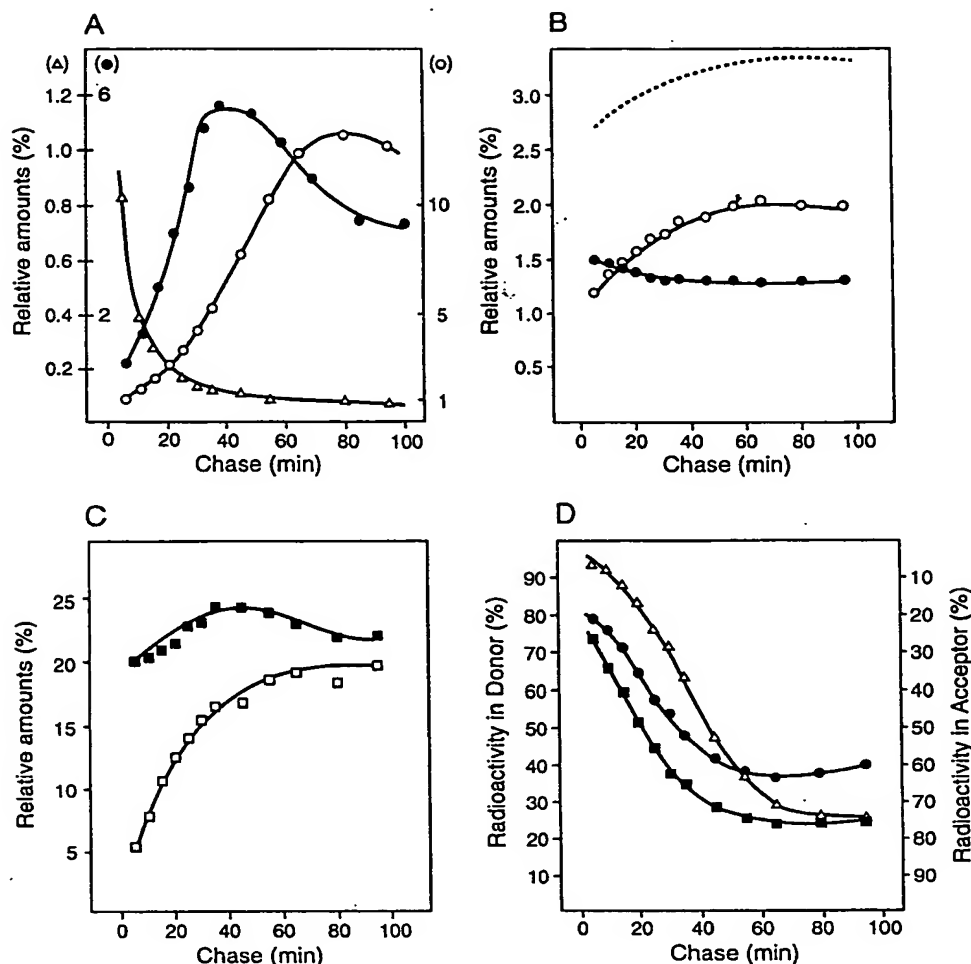 A
(△) (●) (○)
1.2 6
1.0
0.8 10
0.6
0.4 2 5
0.2
1
Relative amounts (%)
0 20 40 60 80 100
Chase (min)
B
3.0
2.5
2.0
1.5
1.0
0.5
Relative amounts (%)
0 20 40 60 80 100
Chase (min)
C
25
20
15
10
5
Relative amounts (%)
0 20 40 60 80 100
Chase (min)
D
90 10
80 20
70 30
60 40
50 50
40 60
30 70
20 80
10 90
Radioactivity in Donor (%)
Radioactivity in Acceptor (%)
0 20 40 60 80 100
Chase (min)